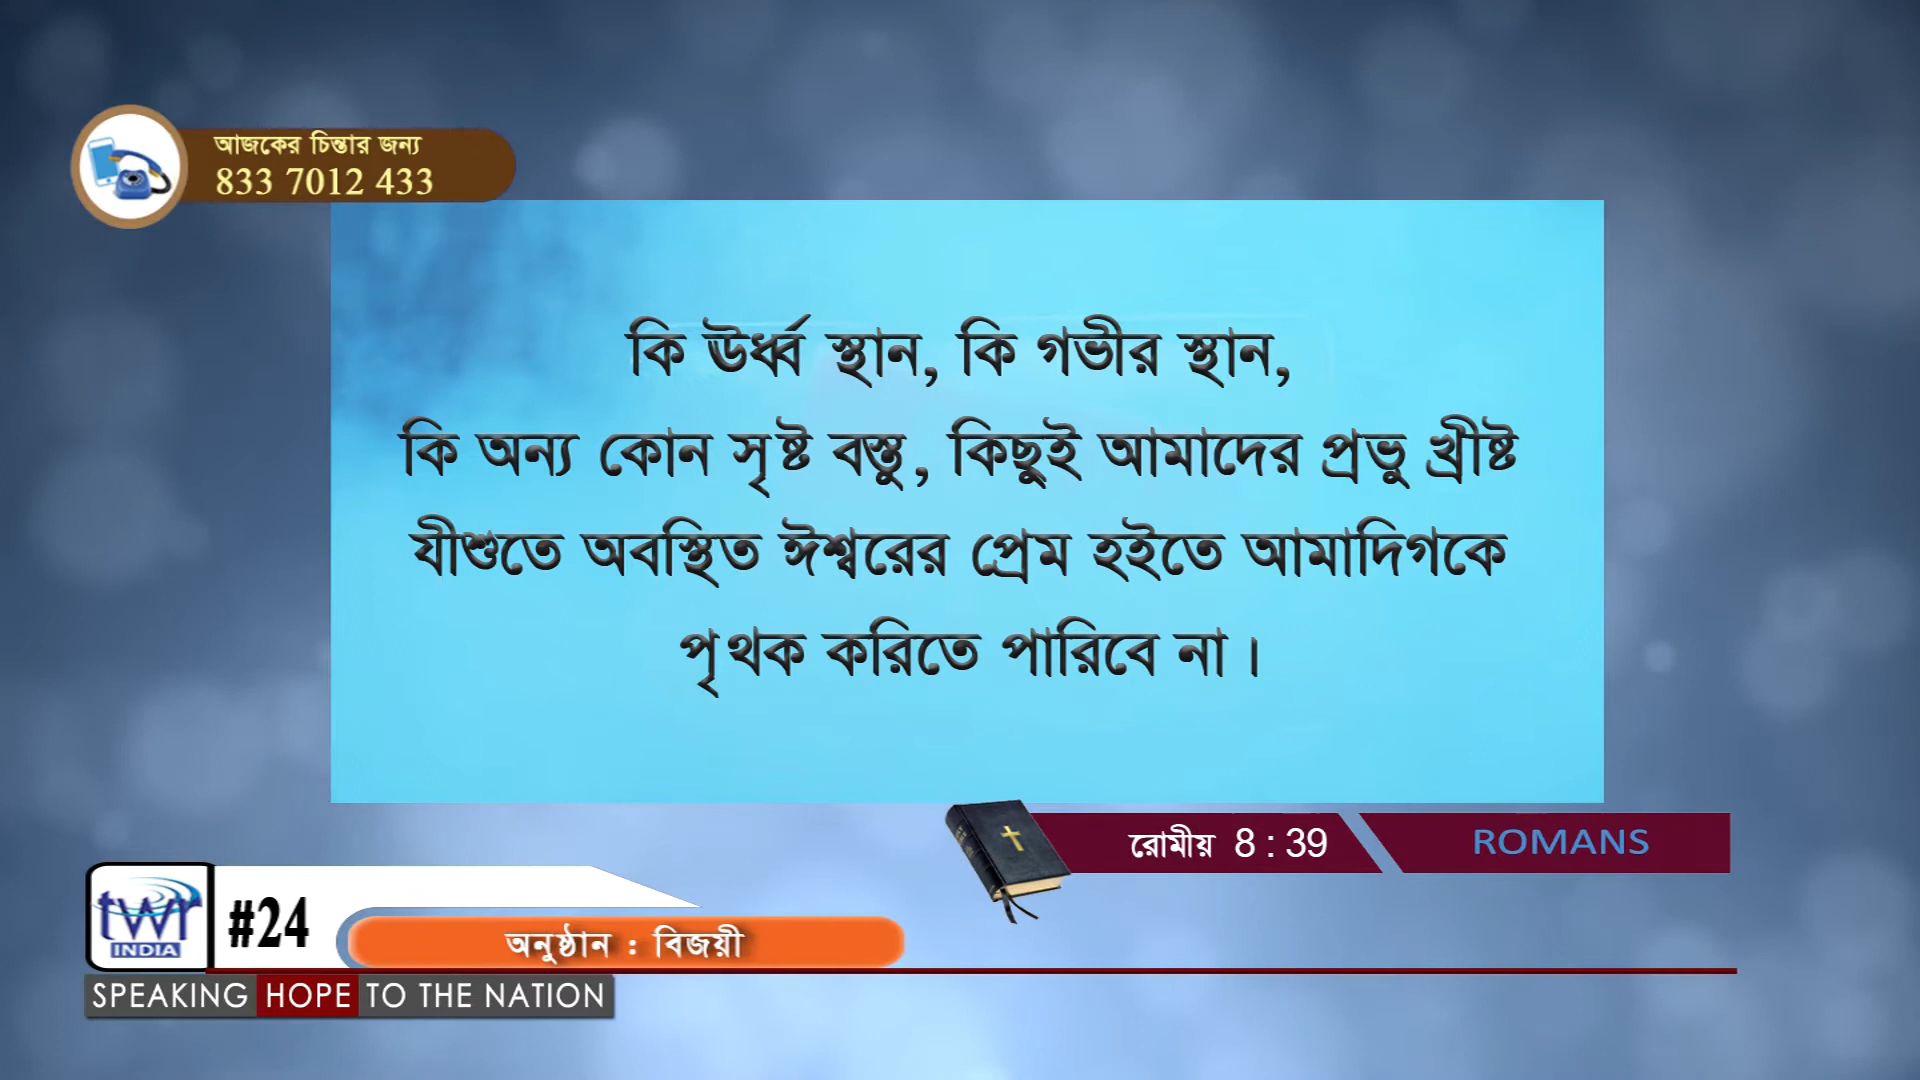 আজকের চিন্তার জন্য
833 7012 433
কি ঊর্ধ্ব স্থান, কি গভীর স্থান,
কি অন্য কোন সৃষ্ট বস্তু, কিছুই আমাদের প্রভু খ্রীষ্ট
যীশুতে অবস্থিত ঈশ্বরের প্রেম হইতে আমাদিগকে
পৃথক করিতে পারিবে না।
রোমীয় 8 : 39
ROMANS
twr
INDIA
#24
অনুষ্ঠান : বিজয়ী
SPEAKING HOPE TO THE NATION